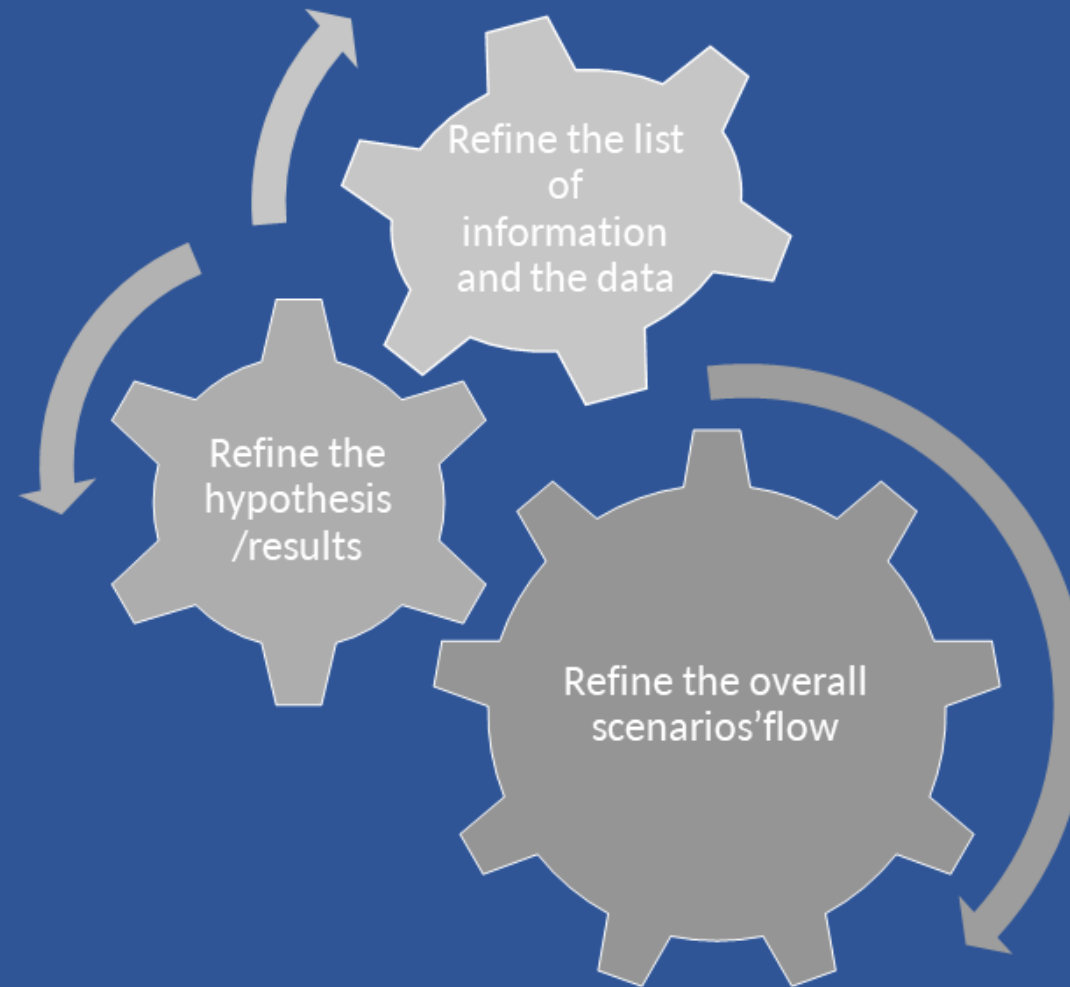 Refine the list
of
information
and the data
Refine the
hypothesis
/results
Refine the overall
scenarios’flow